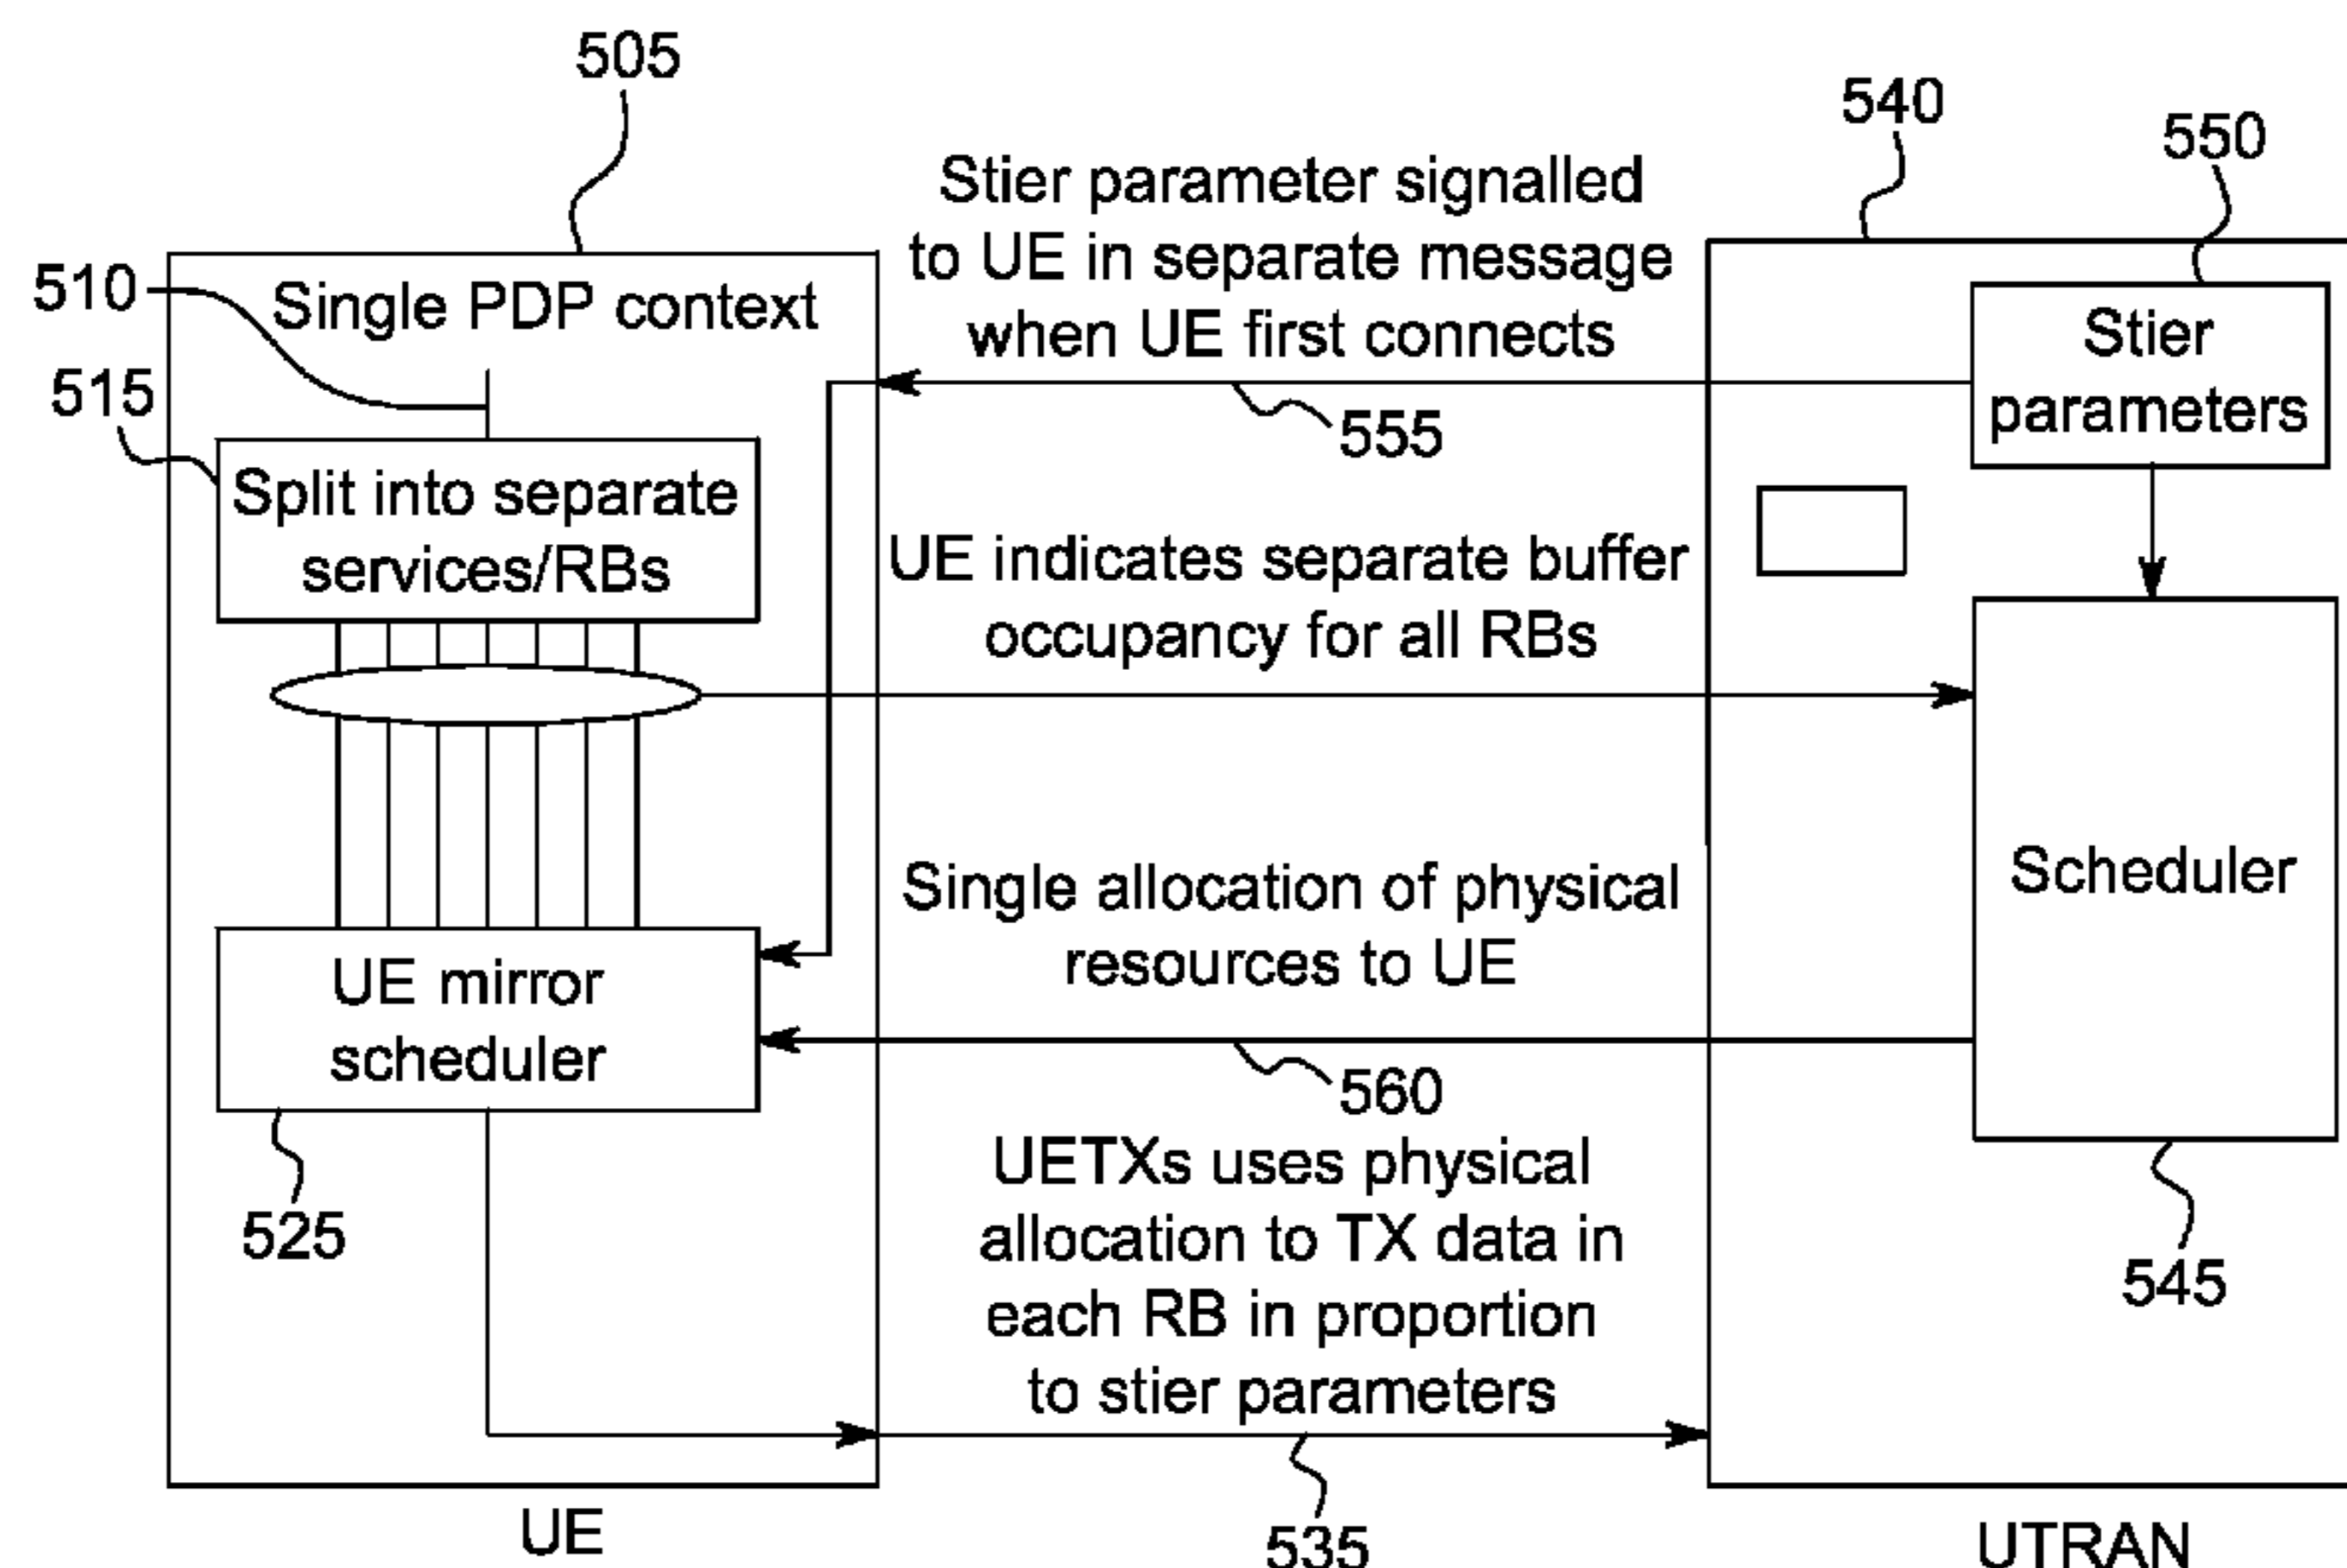 505
540
550
510
Single PDP context
Stier parameter signalled
to UE in separate message
when UE first connects
Stier
parameters
515
555
Split into separate
services/RBs
UE indicates separate buffer
occupancy for all RBs
Scheduler
Single allocation of physical
resources to UE
UE mirror
scheduler
560
525
UETXs uses physical
allocation to TX data in
each RB in proportion
to stier parameters
545
535
UE
UTRAN